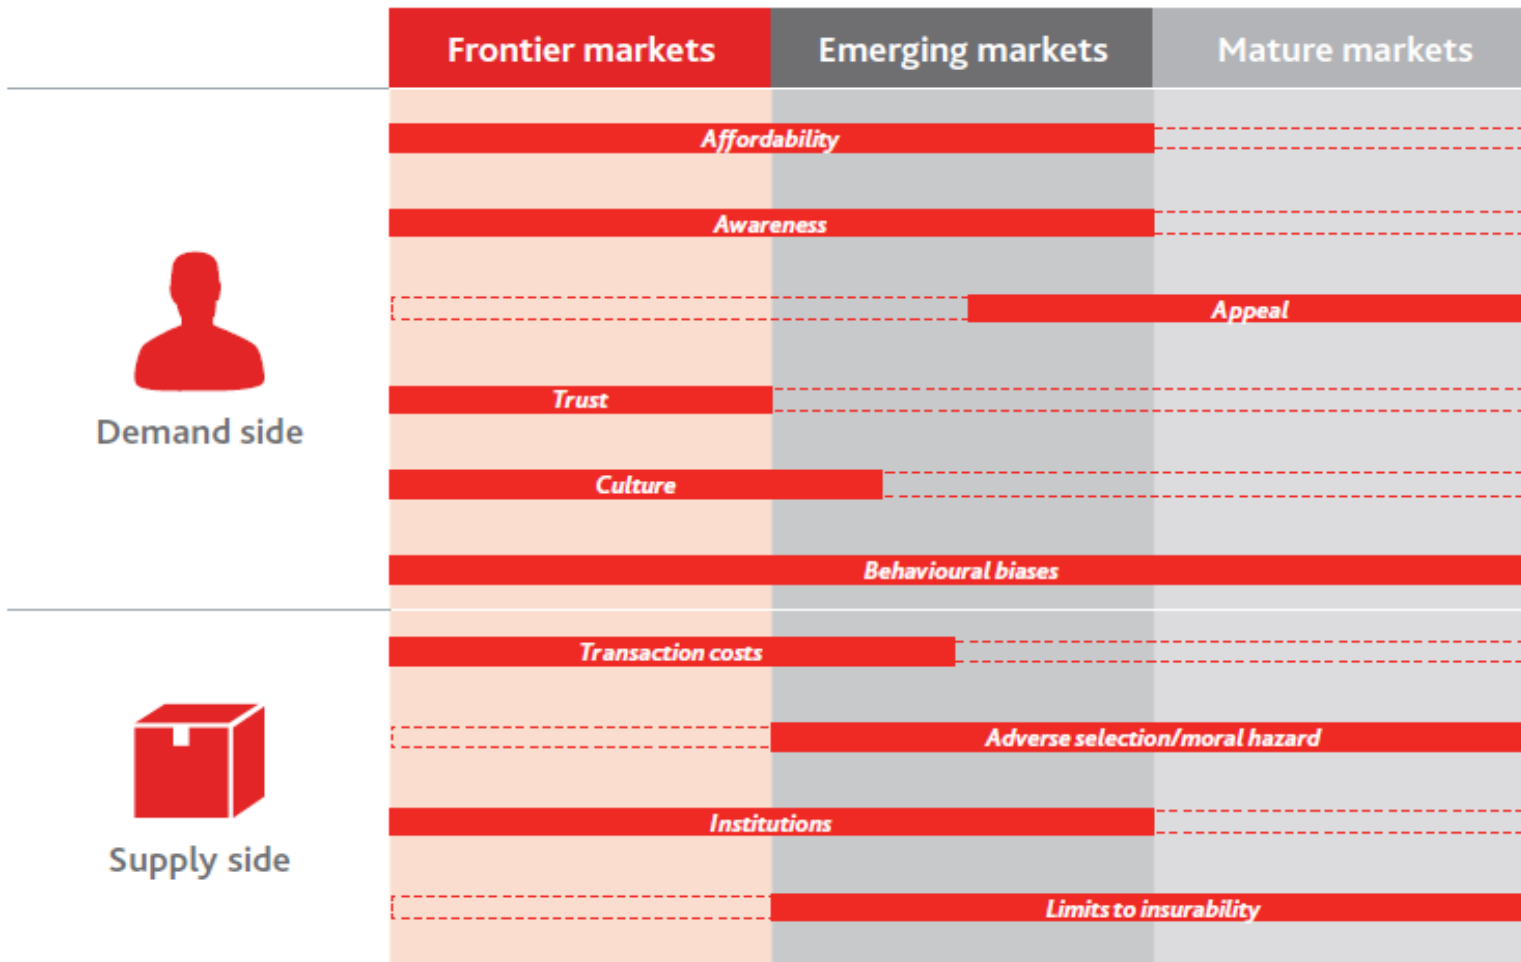 Frontier markets Emerging markets Mature markets
Affordability
Awareness
Appeal
Trust
Demand side
Culture
Behavioural biases
Transaction costs
Adverse selection/moral hazard
Institutions
Supply side
Limits to insurability